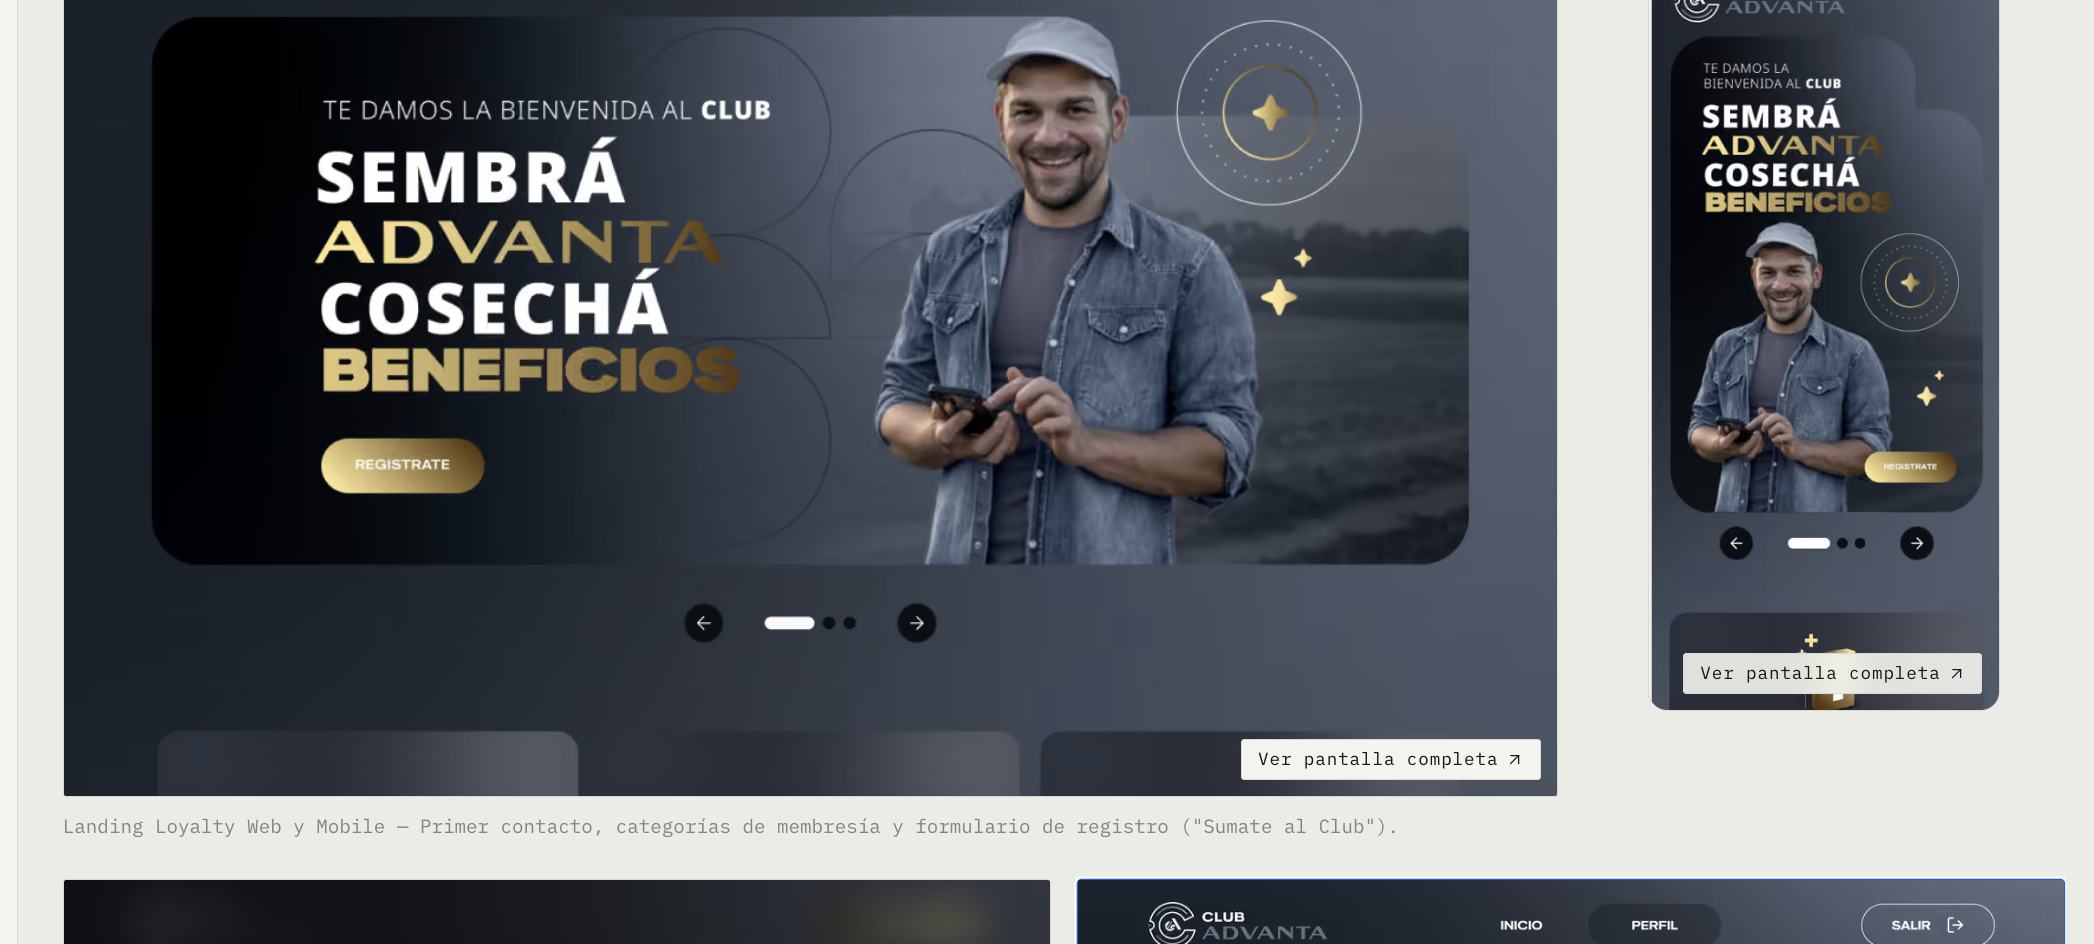 TE DAMOS LA BIENVENIDA AL CLUB
SEMBRÁ
ADVANTA
COSECHÁ
BENEFICIOS
REGISTRATE
Ver pantalla completa ↗
ADVANTA
TE DAMOS LA
BIENVENIDA AL CLUB
SEMBRÁ
ADVANTA
COSECHÁ
BENEFICIOS
REGISTRATE
Ver pantalla completa ↗
Landing Loyalty Web y Mobile — Primer contacto, categorías de membresía y formulario de registro ("Sumate al Club").
CLUB
ADVANTA
INICIO
PERFIL
SALIR